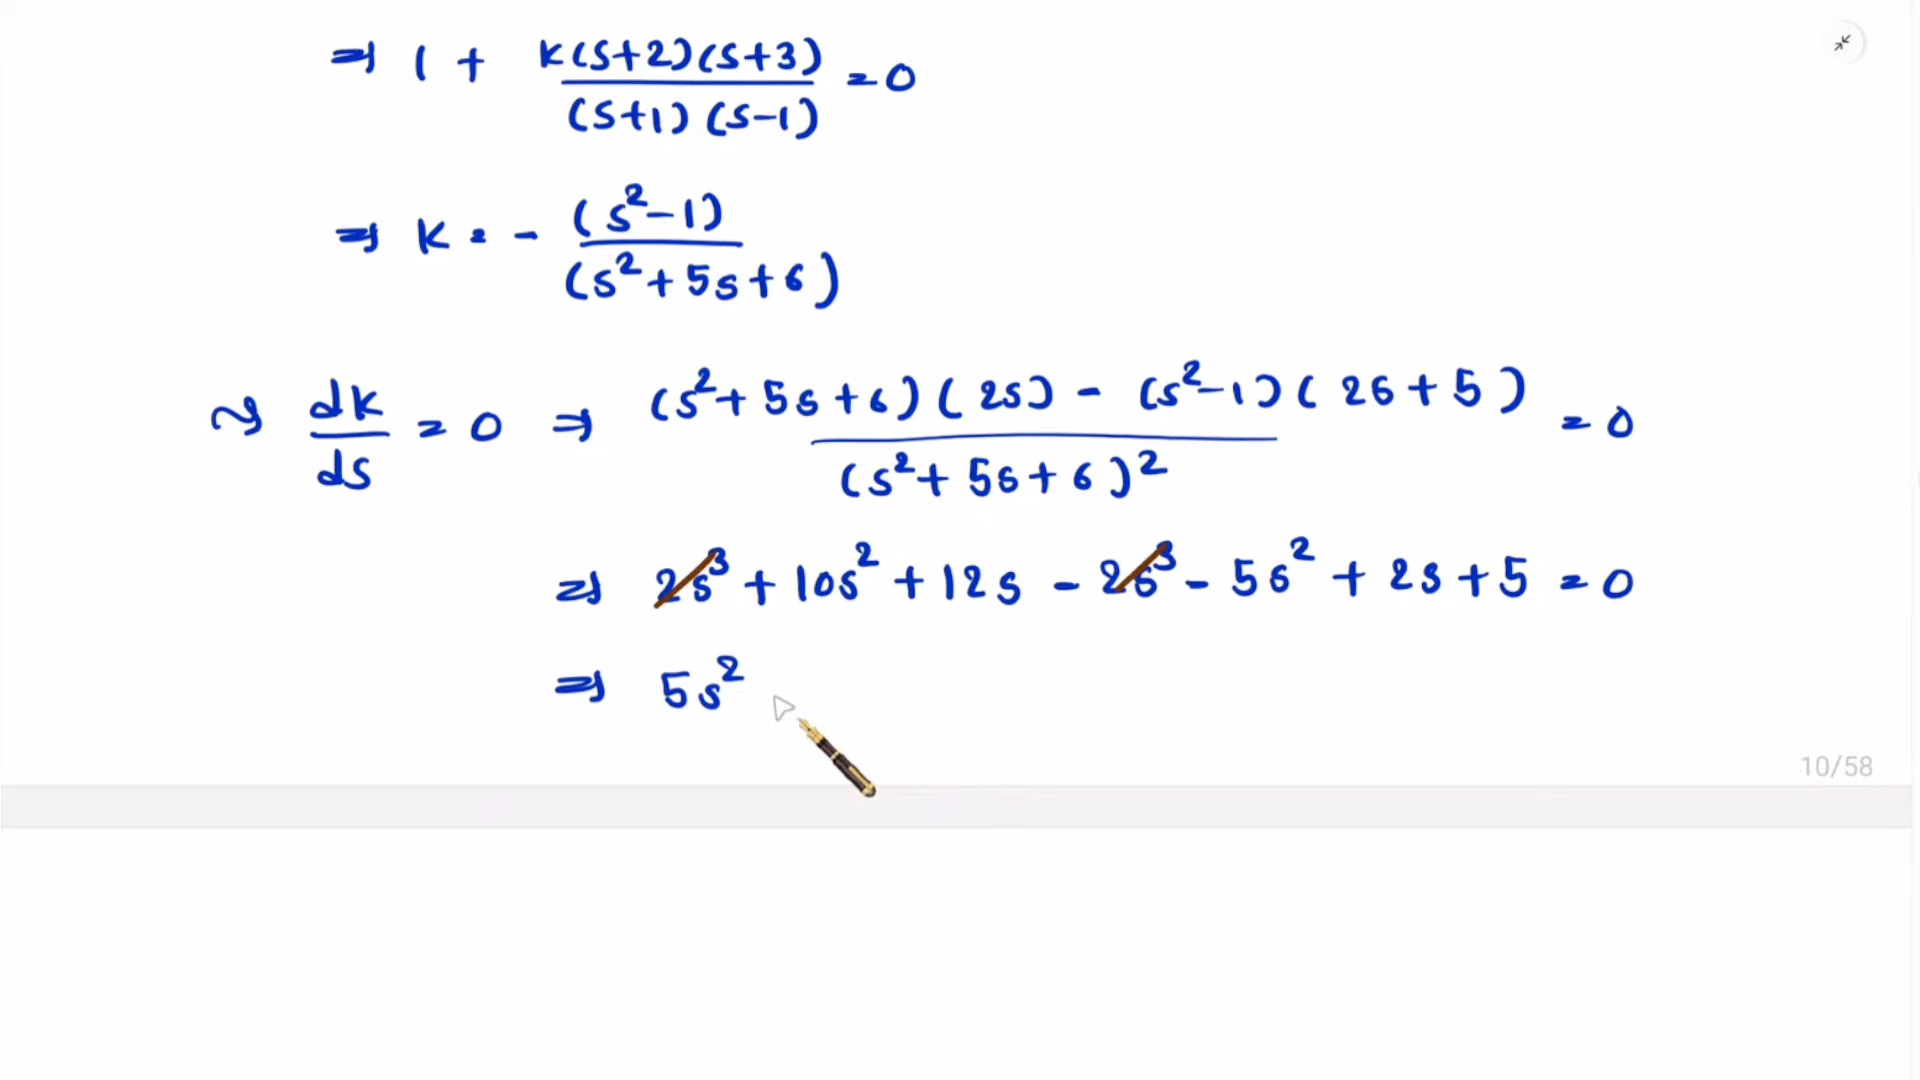 ⇒ 1 + k(s+2)(s+3) / (s+1)(s-1) = 0
⇒ k = - (s²-1) / (s²+5s+6)
~> dk/ds = 0 ⇒ (s²+5s+6)(2s) - (s²-1)(2s+5) / (s²+5s+6)² = 0
⇒ 2s³ + 10s² + 12s - 2s³ - 5s² + 2s + 5 = 0
⇒ 5s²
10/58